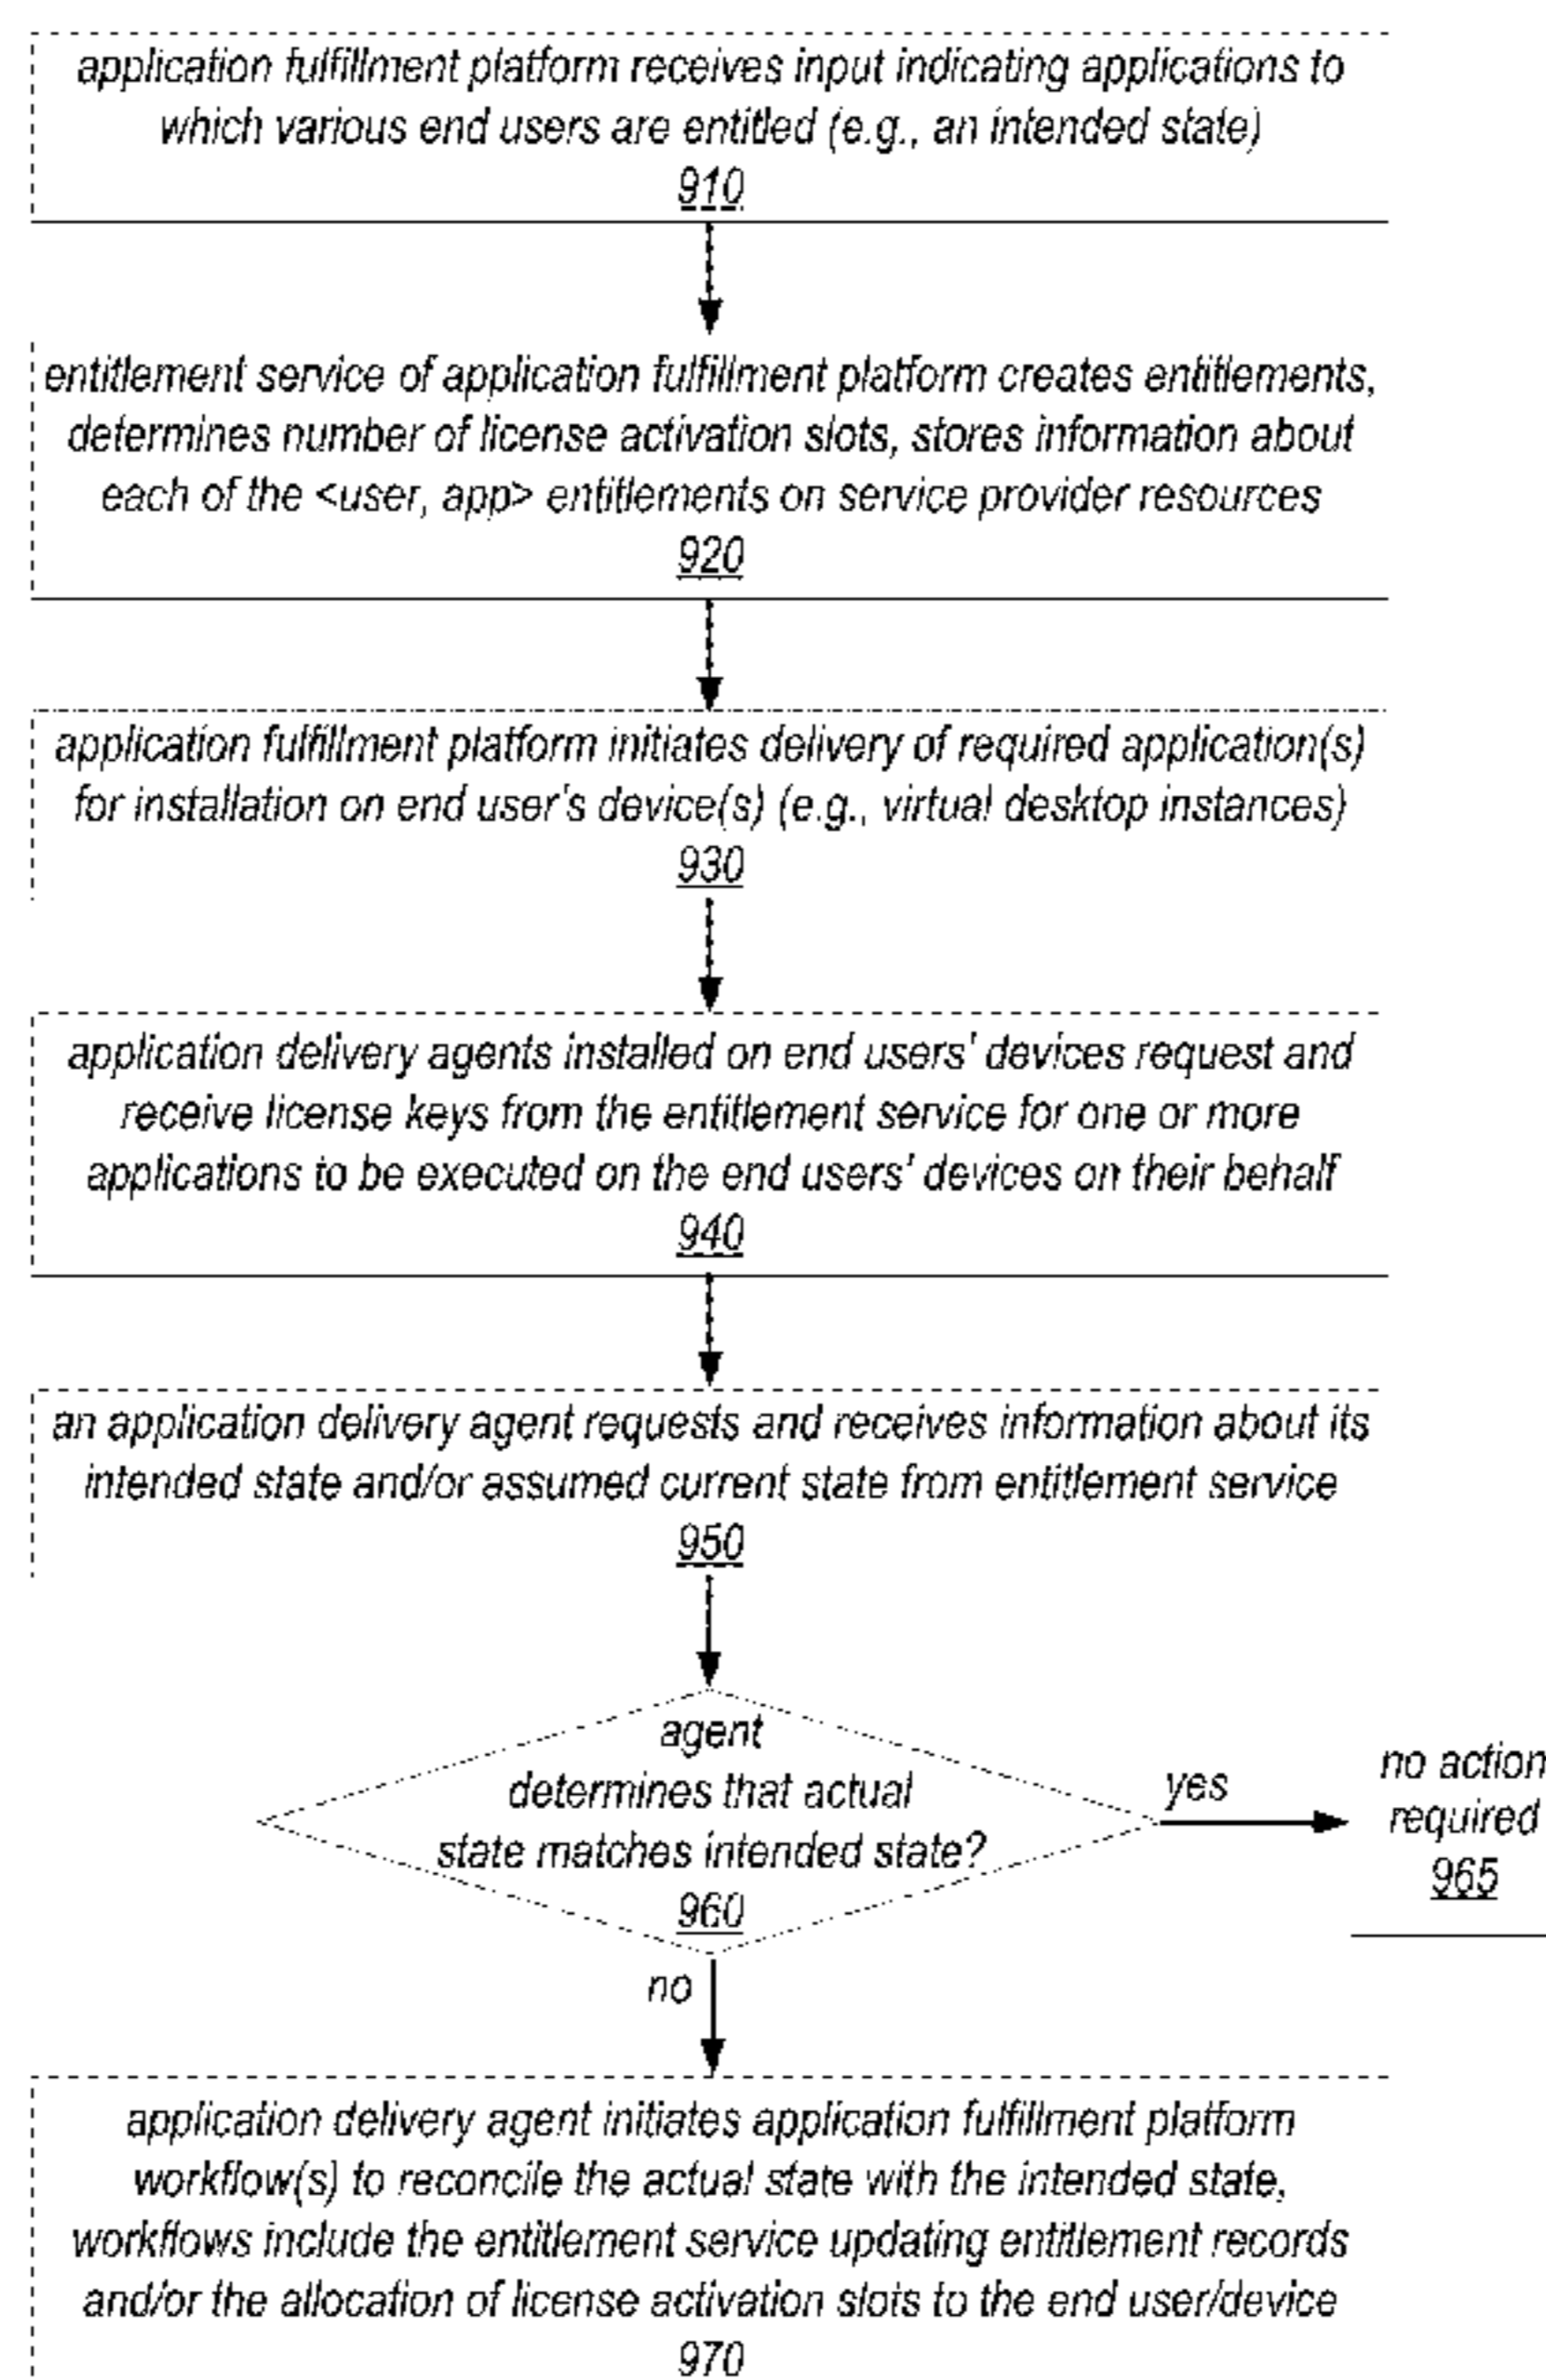 application fulfillment platform receives input indicating applications to
which various end users are entitled (e.g., an intended state)
910
entitlement service of application fulfillment platform creates entitlements,
determines number of license activation slots, stores information about
each of the <user, app> entitlements on service provider resources
920
application fulfillment platform initiates delivery of required application(s)
for installation on end user's device(s) (e.g., virtual desktop instances)
930
application delivery agents installed on end users' devices request and
receive license keys from the entitlement service for one or more
applications to be executed on the end users' devices on their behalf
940
an application delivery agent requests and receives information about its
intended state and/or assumed current state from entitlement service
950
agent
determines that actual
state matches intended state?
960
yes
no action
required
965
no
application delivery agent initiates application fulfillment platform
workflow(s) to reconcile the actual state with the intended state,
workflows include the entitlement service updating entitlement records
and/or the allocation of license activation slots to the end user/device
970